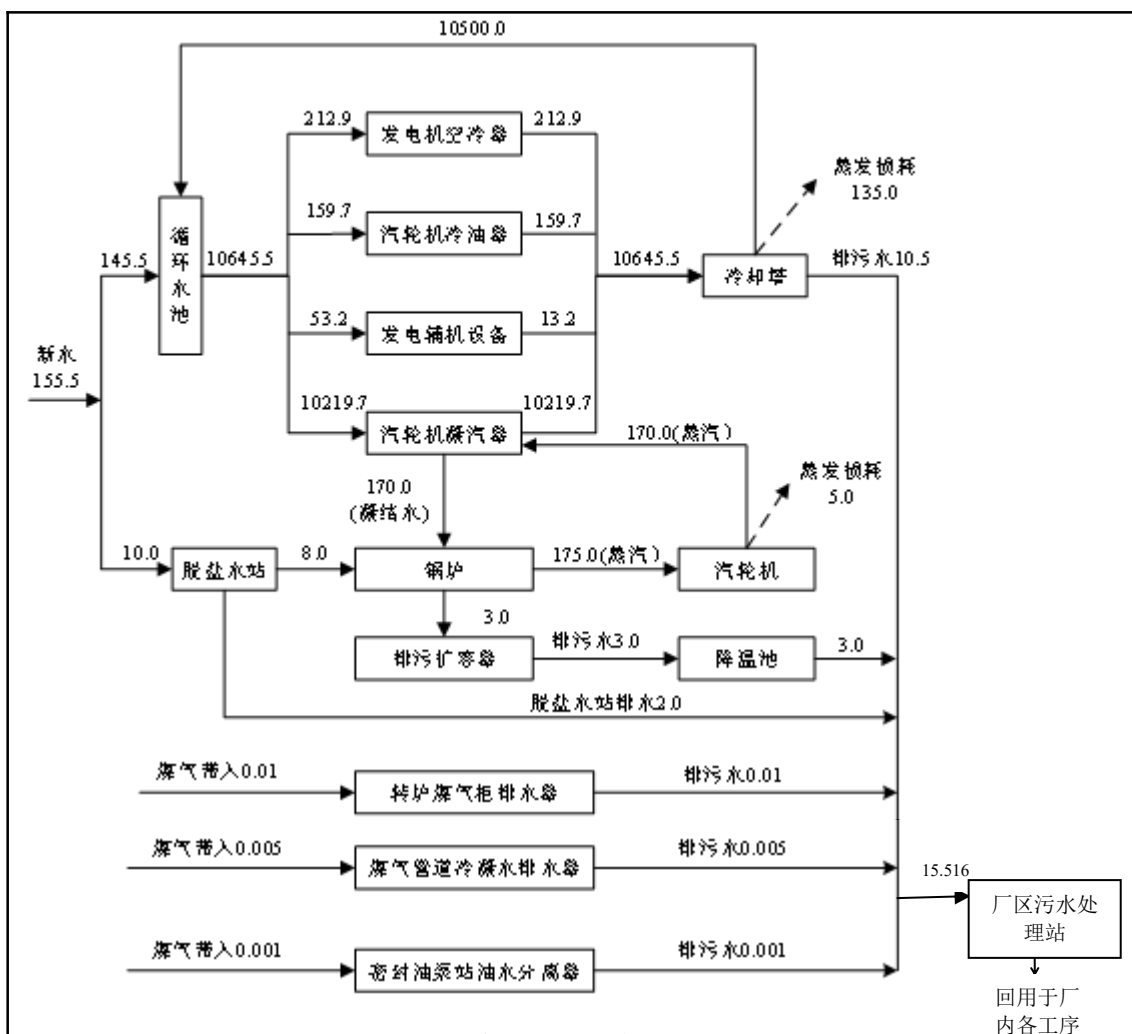 10500.0
212.9
发电机空冷器
212.9
蒸发损耗
135.0
159.7
汽轮机冷油器
159.7
循环水池
145.5
10645.5
10645.5
冷却塔
排污水10.5
53.2
发电辅机设备
13.2
新水
155.5
10219.7
汽轮机凝汽器
10219.7
170.0(蒸汽)
蒸发损耗
5.0
170.0
(凝结水)
10.0
脱盐水站
8.0
锅炉
175.0(蒸汽)
汽轮机
3.0
排污扩容器
排污水3.0
降温池
3.0
脱盐水站排水2.0
煤气带入0.01
转炉煤气柜排水器
排污水0.01
煤气带入0.005
煤气管道冷凝水排水器
排污水0.005
15.516
厂区污水处
理站
煤气带入0.001
密封油泵站油水分离器
排污水0.001
回用于厂
内各工序